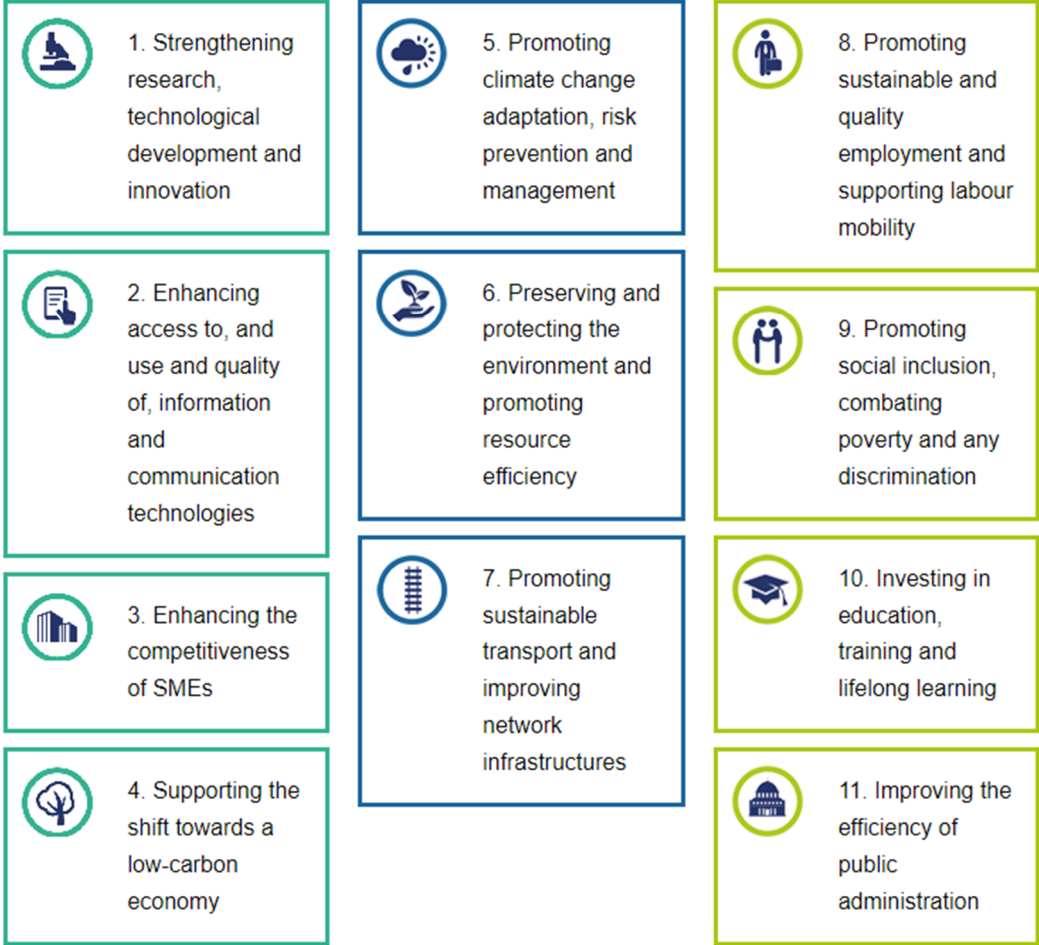 1. Strengthening
research,
technological
development and
innovation
2. Enhancing
access to, and
use and quality
of, information
and
communication
technologies
3. Enhancing the
competitiveness
of SMEs
4. Supporting the
shift towards a
low-carbon
economy
5. Promoting
climate change
adaptation, risk
prevention and
management
6. Preserving and
protecting the
environment and
promoting
resource
efficiency
7. Promoting
sustainable
transport and
improving
network
infrastructures
8. Promoting
sustainable and
quality
employment and
supporting labour
mobility
9. Promoting
social inclusion,
combating
poverty and any
discrimination
10. Investing in
education,
training and
lifelong learning
11. Improving the
efficiency of
public
administration